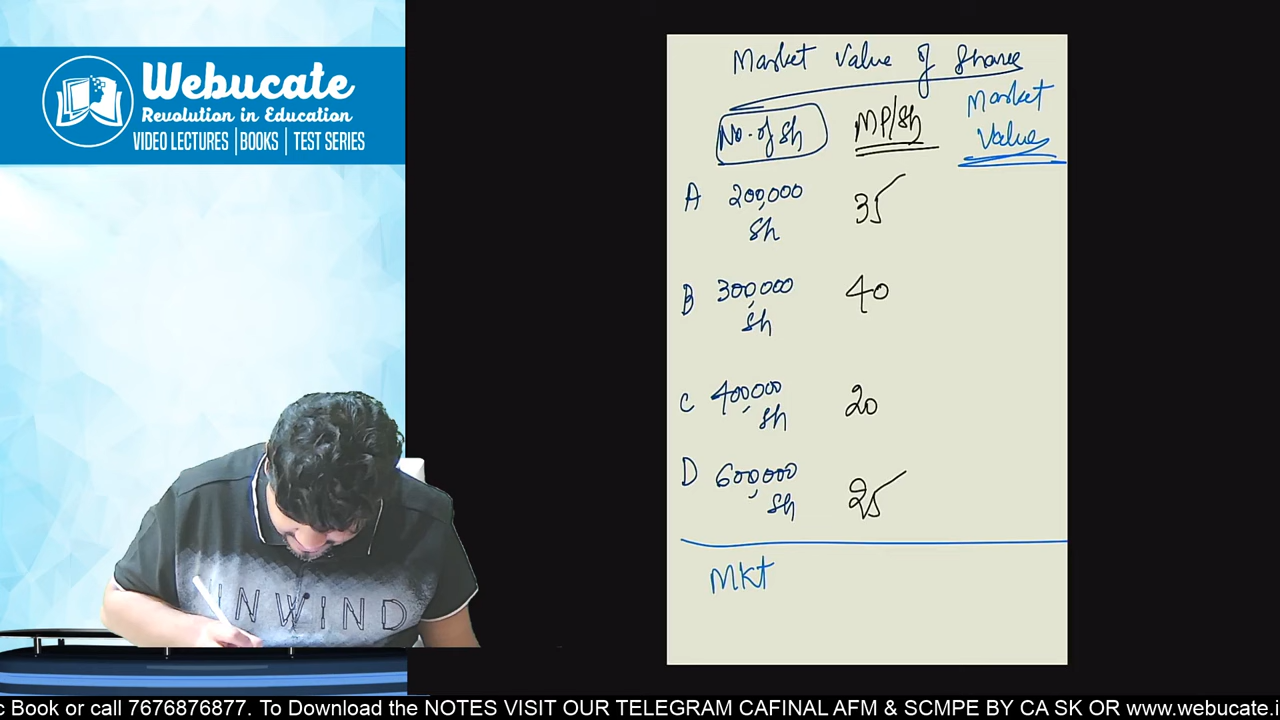 Webucate
Revolution in Education
VIDEO LECTURES | BOOKS | TEST SERIES
Market Value of Shares
No. of Sh MP/Sh Market Value
A 200,000 Sh 35
B 300,000 Sh 40
C 400,000 Sh 20
D 600,000 Sh 25
Mkt
UNWIND
c Book or call 7676876877. To Download the NOTES VISIT OUR TELEGRAM CAFINAL AFM & SCMPE BY CA SK OR www.webucate.i